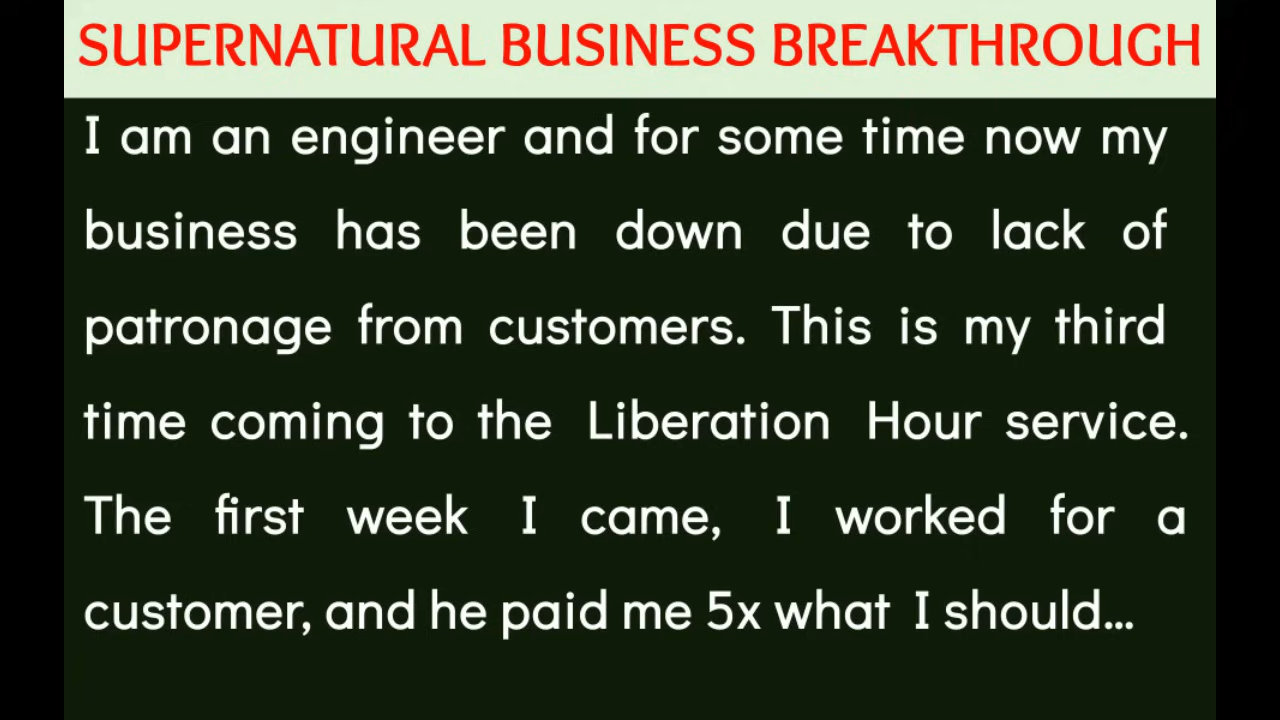 SUPERNATURAL BUSINESS BREAKTHROUGH
I am an engineer and for some time now my
business has been down due to lack of
patronage from customers. This is my third
time coming to the Liberation Hour service.
The first week I came, I worked for a
customer, and he paid me 5x what I should...